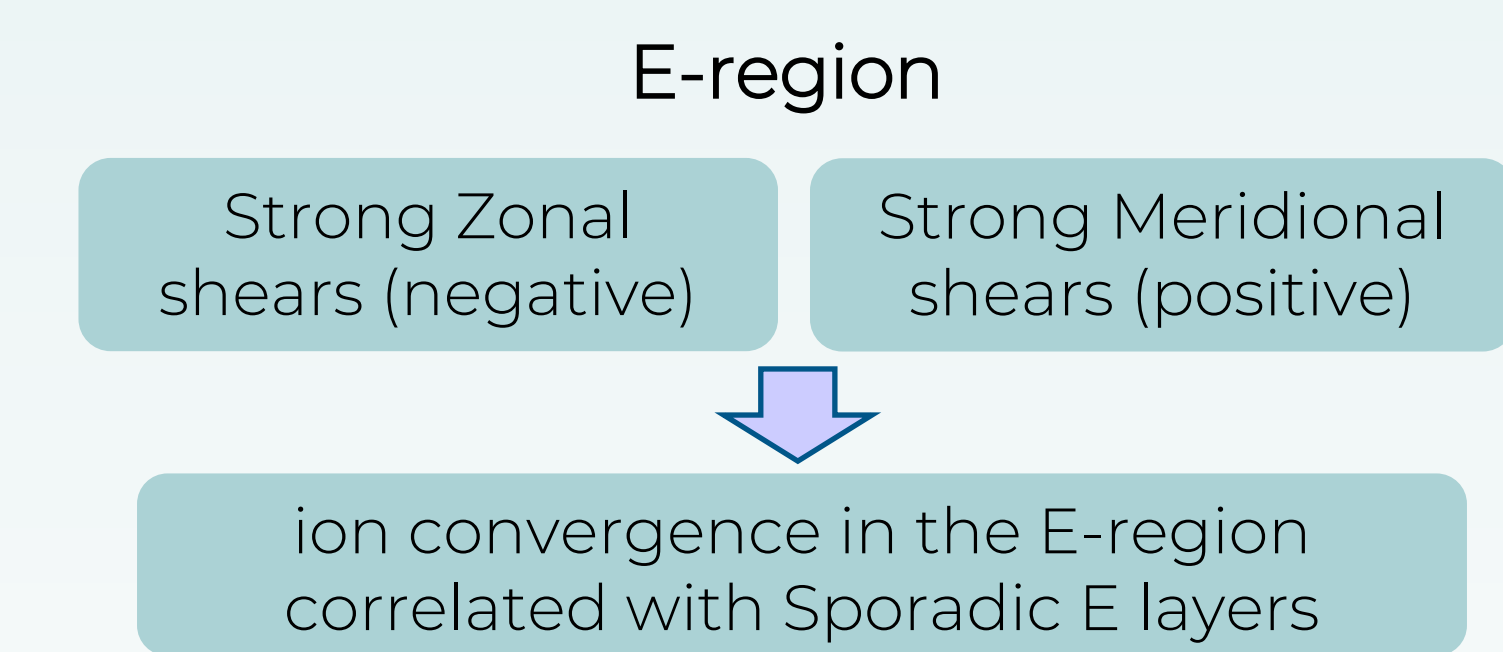 E-region
Strong Zonal
shears (negative)
Strong Meridional
shears (positive)
ion convergence in the E-region
correlated with Sporadic E layers